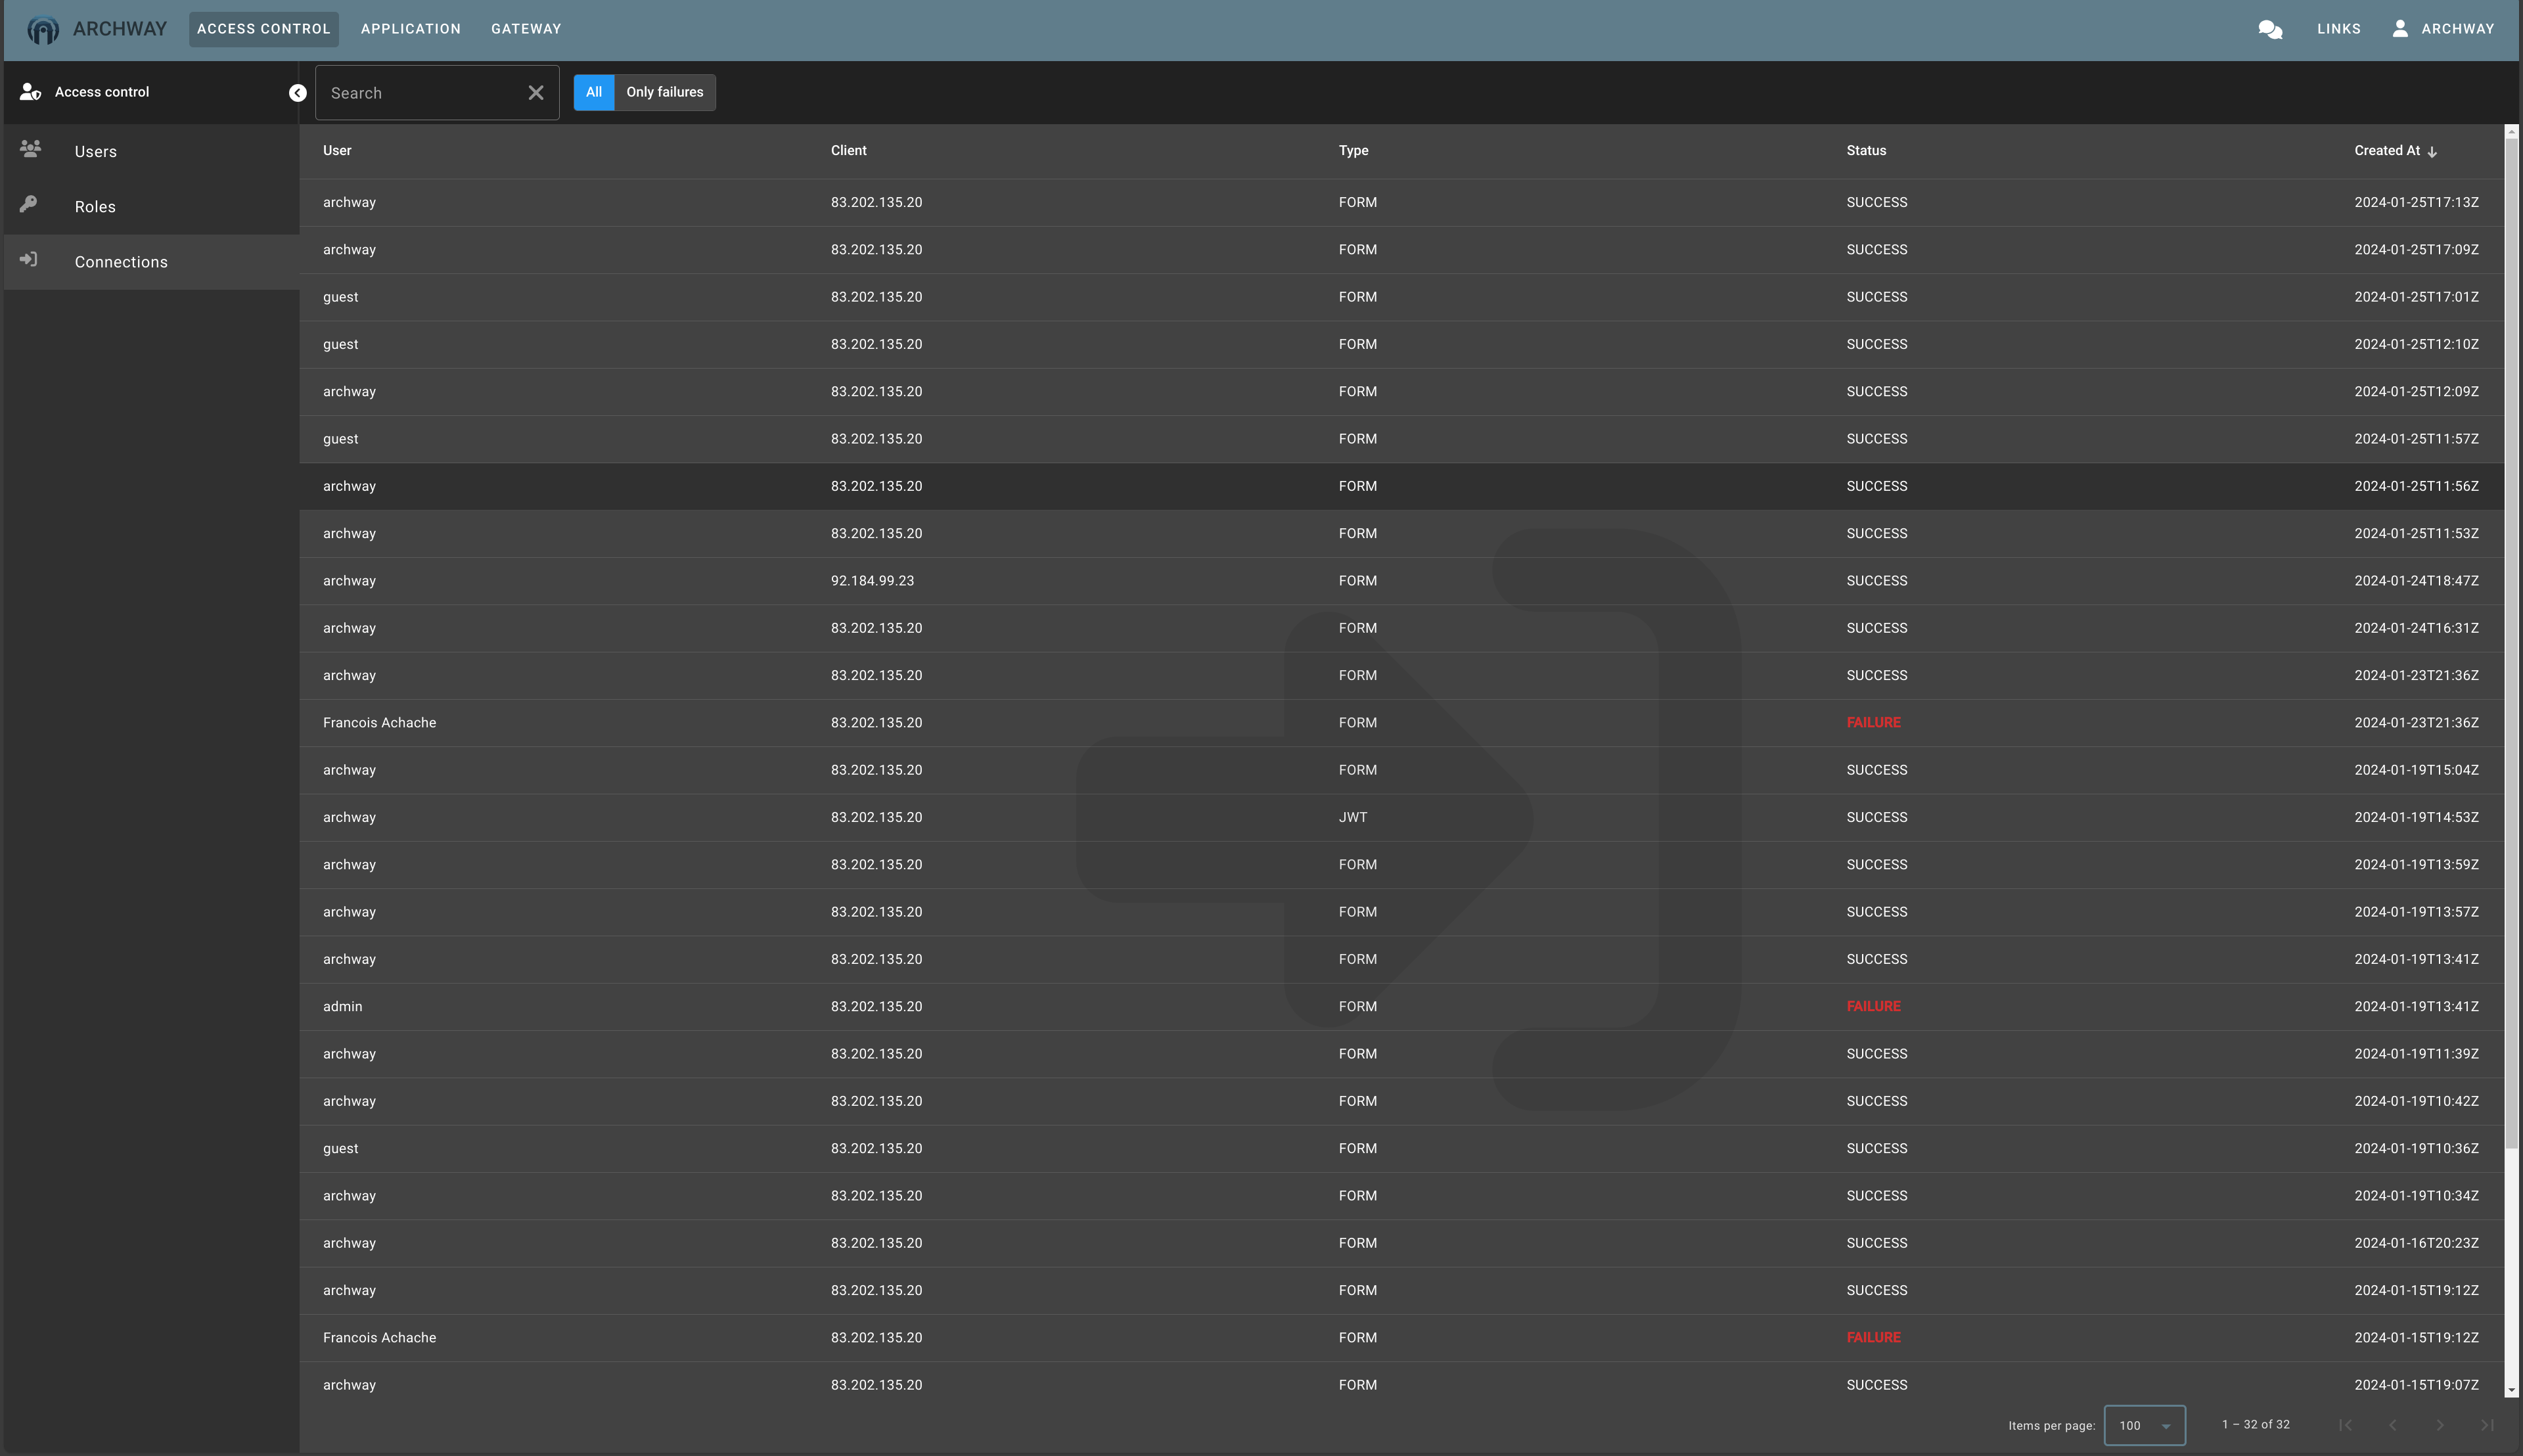 ARCHWAY ACCESS CONTROL APPLICATION GATEWAY LINKS ARCHWAY
Access control Search All Only failures
Users
Roles
Connections
User Client Type Status Created At
archway 83.202.135.20 FORM SUCCESS 2024-01-25T17:13Z
archway 83.202.135.20 FORM SUCCESS 2024-01-25T17:09Z
guest 83.202.135.20 FORM SUCCESS 2024-01-25T17:01Z
guest 83.202.135.20 FORM SUCCESS 2024-01-25T12:10Z
archway 83.202.135.20 FORM SUCCESS 2024-01-25T12:09Z
guest 83.202.135.20 FORM SUCCESS 2024-01-25T11:57Z
archway 83.202.135.20 FORM SUCCESS 2024-01-25T11:56Z
archway 83.202.135.20 FORM SUCCESS 2024-01-25T11:53Z
archway 92.184.99.23 FORM SUCCESS 2024-01-24T18:47Z
archway 83.202.135.20 FORM SUCCESS 2024-01-24T16:31Z
archway 83.202.135.20 FORM SUCCESS 2024-01-23T21:36Z
Francois Achache 83.202.135.20 FORM FAILURE 2024-01-23T21:36Z
archway 83.202.135.20 FORM SUCCESS 2024-01-19T15:04Z
archway 83.202.135.20 JWT SUCCESS 2024-01-19T14:53Z
archway 83.202.135.20 FORM SUCCESS 2024-01-19T13:59Z
archway 83.202.135.20 FORM SUCCESS 2024-01-19T13:57Z
archway 83.202.135.20 FORM SUCCESS 2024-01-19T13:41Z
admin 83.202.135.20 FORM FAILURE 2024-01-19T13:41Z
archway 83.202.135.20 FORM SUCCESS 2024-01-19T11:39Z
archway 83.202.135.20 FORM SUCCESS 2024-01-19T10:42Z
guest 83.202.135.20 FORM SUCCESS 2024-01-19T10:36Z
archway 83.202.135.20 FORM SUCCESS 2024-01-19T10:34Z
archway 83.202.135.20 FORM SUCCESS 2024-01-16T20:23Z
archway 83.202.135.20 FORM SUCCESS 2024-01-15T19:12Z
Francois Achache 83.202.135.20 FORM FAILURE 2024-01-15T19:12Z
archway 83.202.135.20 FORM SUCCESS 2024-01-15T19:07Z
Items per page: 100 1 – 32 of 32